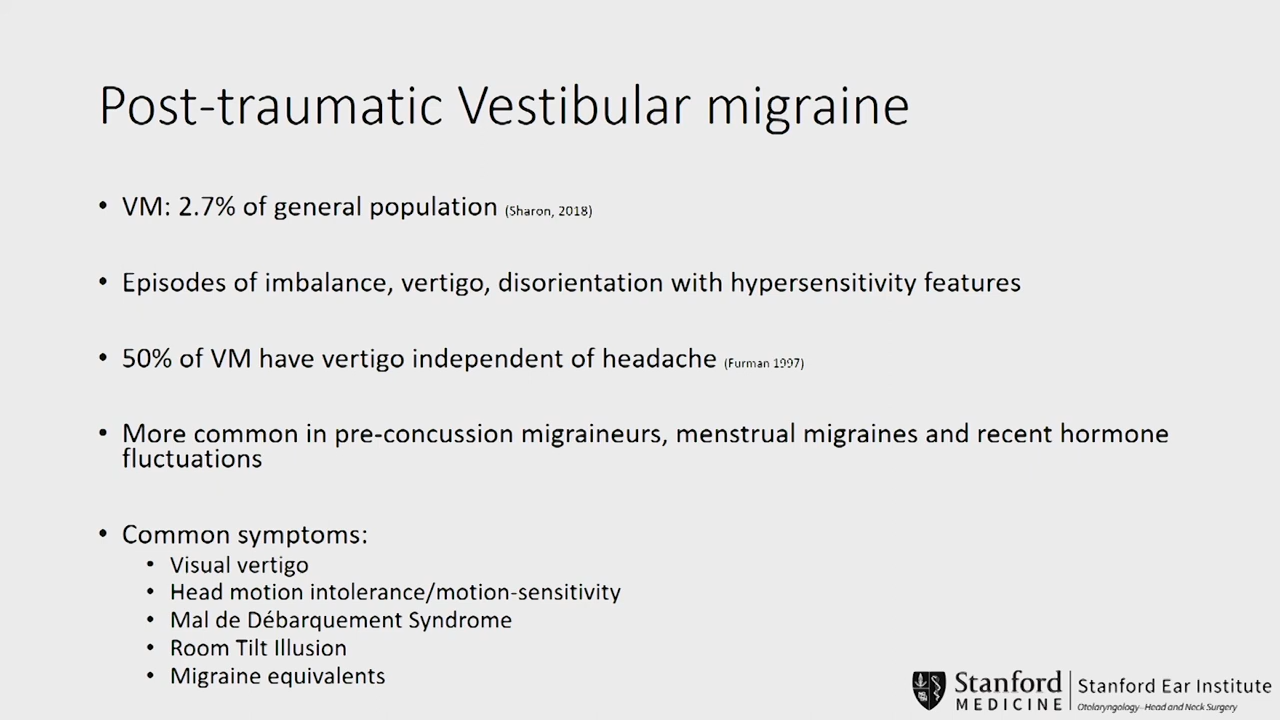 Post-traumatic Vestibular migraine
• VM: 2.7% of general population (Sharon, 2018)
• Episodes of imbalance, vertigo, disorientation with hypersensitivity features
• 50% of VM have vertigo independent of headache (Furman 1997)
• More common in pre-concussion migraineurs, menstrual migraines and recent hormone
fluctuations
• Common symptoms:
• Visual vertigo
• Head motion intolerance/motion-sensitivity
• Mal de Débarquement Syndrome
• Room Tilt Illusion
• Migraine equivalents
Stanford
MEDICINE
Stanford Ear Institute
Otolaryngology–Head and Neck Surgery